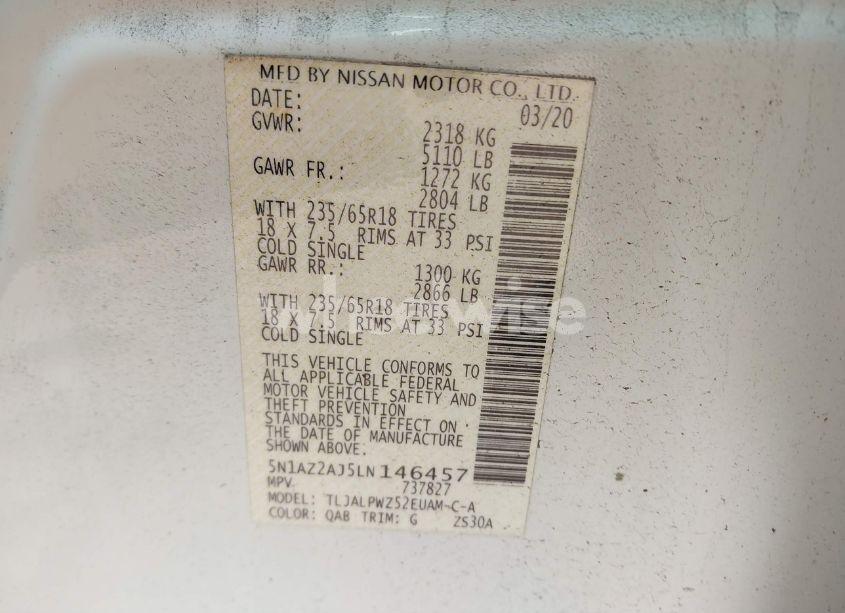 MFD BY NISSAN MOTOR CO., LTD.
DATE: 03/20
GVWR: 2318 KG
5110 LB
GAWR FR.: 1272 KG
2804 LB
WITH 235/65R18 TIRES
18 X 7.5 RIMS AT 33 PSI
COLD SINGLE
GAWR RR.: 1300 KG
2866 LB
WITH 235/65R18 TIRES
18 X 7.5 RIMS AT 33 PSI
COLD SINGLE
THIS VEHICLE CONFORMS TO
ALL APPLICABLE FEDERAL
MOTOR VEHICLE SAFETY AND
THEFT PREVENTION
STANDARDS IN EFFECT ON
THE DATE OF MANUFACTURE
SHOWN ABOVE.
5N1AZ2AJ5LN146457
MPV 737827
MODEL: TLJALPWZ52EUAM-C-A
COLOR: QAB TRIM: G ZS30A